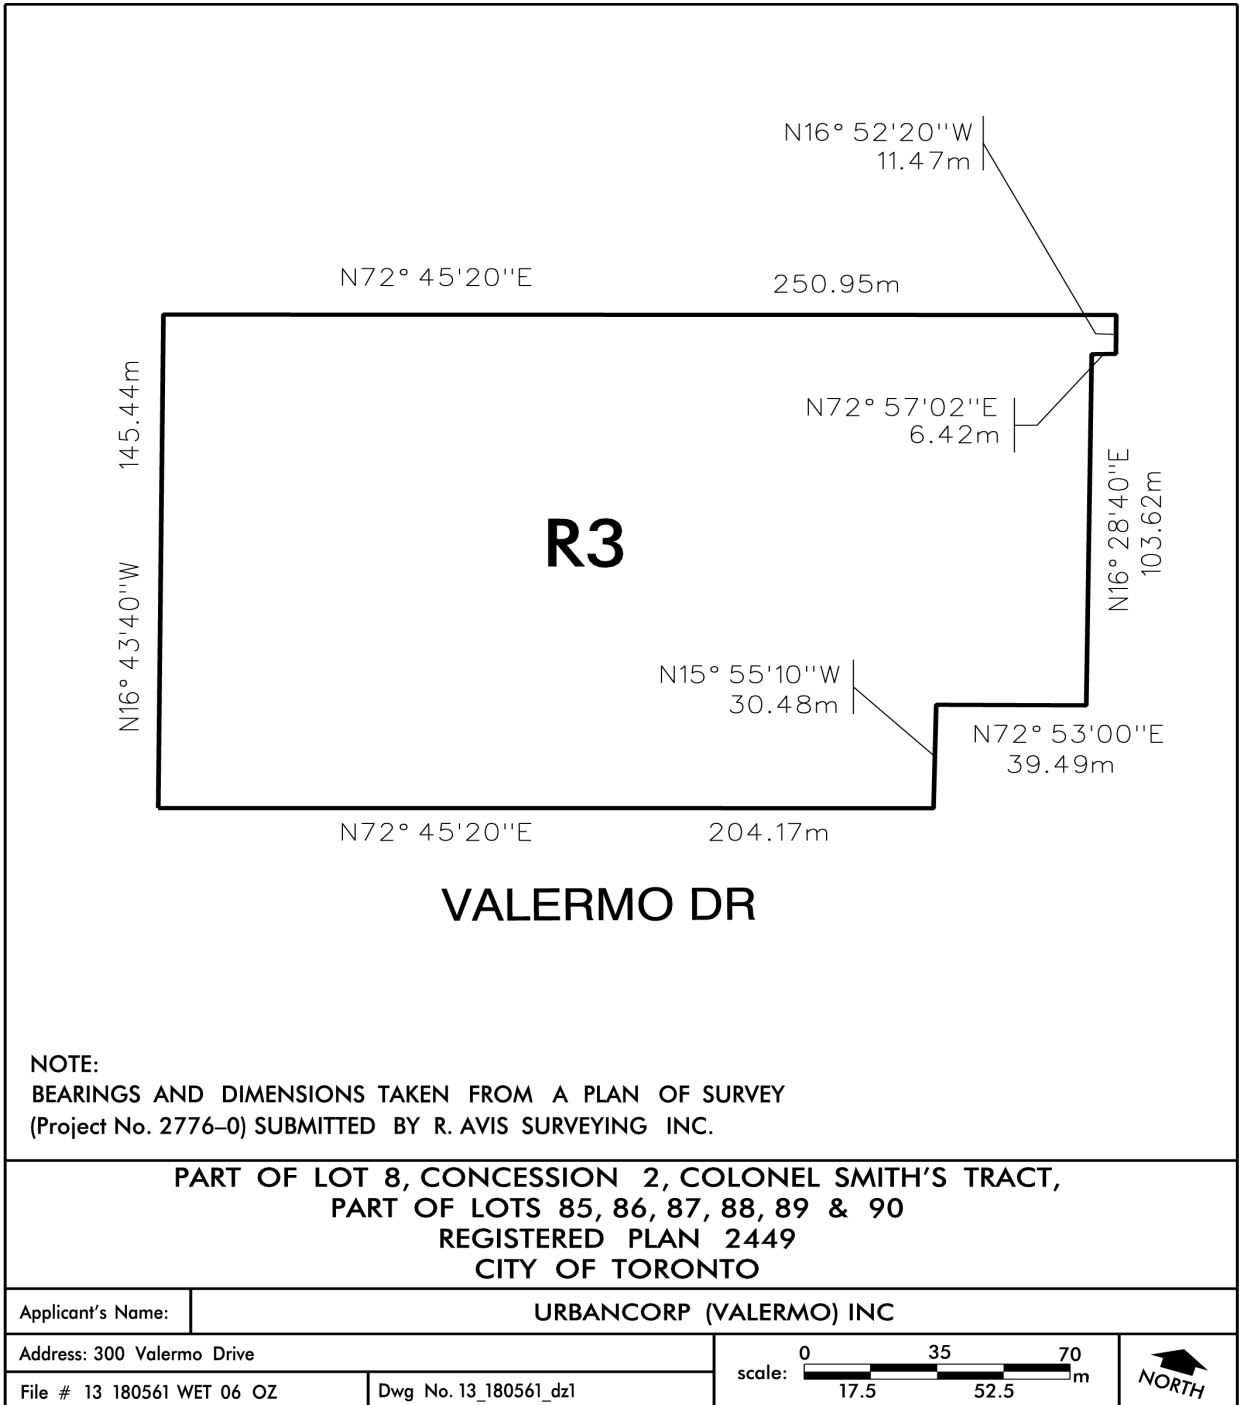 N16° 52'20''W
11.47m
N72° 45'20''E
250.95m
145.44m
N16° 43'40''W
N72° 57'02''E
6.42m
N16° 28'40''E
103.62m
R3
N15° 55'10''W
30.48m
N72° 53'00''E
39.49m
N72° 45'20''E
204.17m
VALERMO DR
NOTE:
BEARINGS AND DIMENSIONS TAKEN FROM A PLAN OF SURVEY
(Project No. 2776–0) SUBMITTED BY R. AVIS SURVEYING INC.
PART OF LOT 8, CONCESSION 2, COLONEL SMITH'S TRACT,
PART OF LOTS 85, 86, 87, 88, 89 & 90
REGISTERED PLAN 2449
CITY OF TORONTO
Applicant's Name:
URBANCORP (VALERMO) INC
Address: 300 Valermo Drive
File # 13 180561 WET 06 OZ
Dwg No. 13_180561_dz1
0 35 70
scale: m
17.5 52.5
NORTH